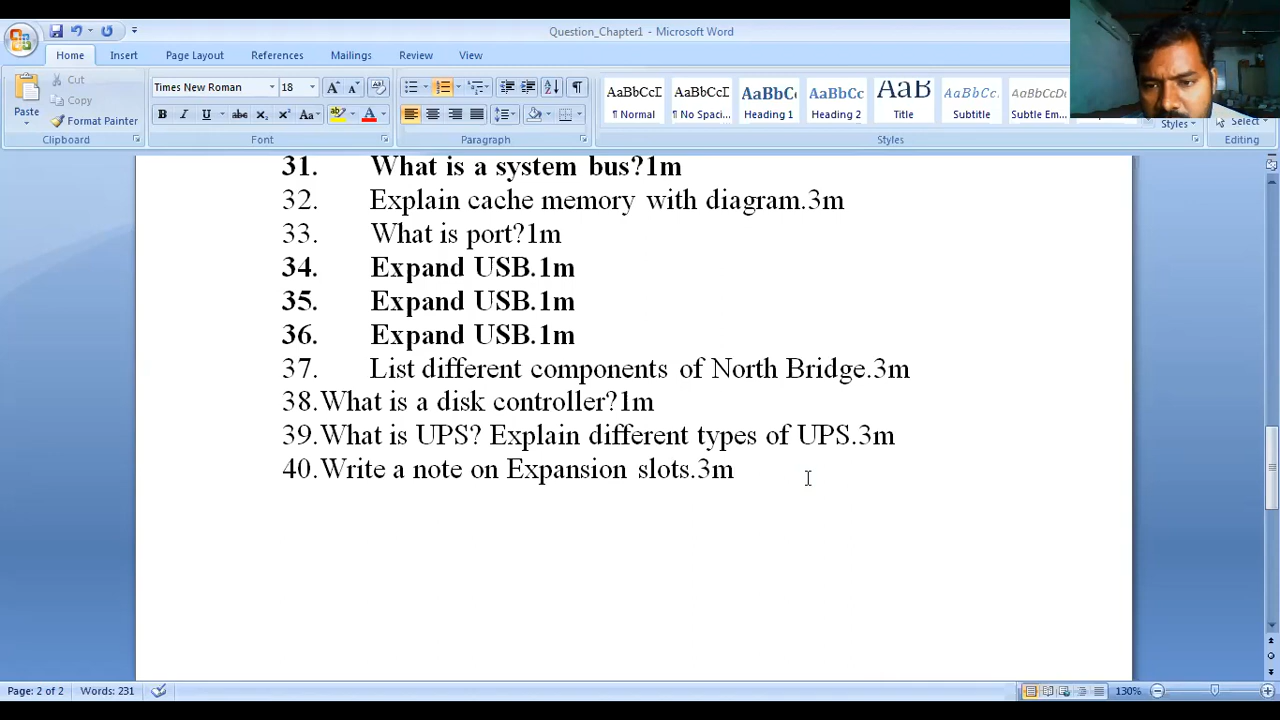 Question_Chapter1 - Microsoft Word
Home Insert Page Layout References Mailings Review View
Paste
Cut
Copy
Format Painter
Clipboard
Times New Roman 18
Font
Paragraph
AaBbCcI ¶ Normal
AaBbCcI ¶ No Spaci...
AaBbC Heading 1
AaBbCc Heading 2
AaB Title
AaBbCc. Subtitle
AaBbCcDc Subtle Em...
Styles
Styles
Select
Editing
31. What is a system bus?1m
32. Explain cache memory with diagram.3m
33. What is port?1m
34. Expand USB.1m
35. Expand USB.1m
36. Expand USB.1m
37. List different components of North Bridge.3m
38.What is a disk controller?1m
39.What is UPS? Explain different types of UPS.3m
40.Write a note on Expansion slots.3m
Page: 2 of 2 Words: 231 130%